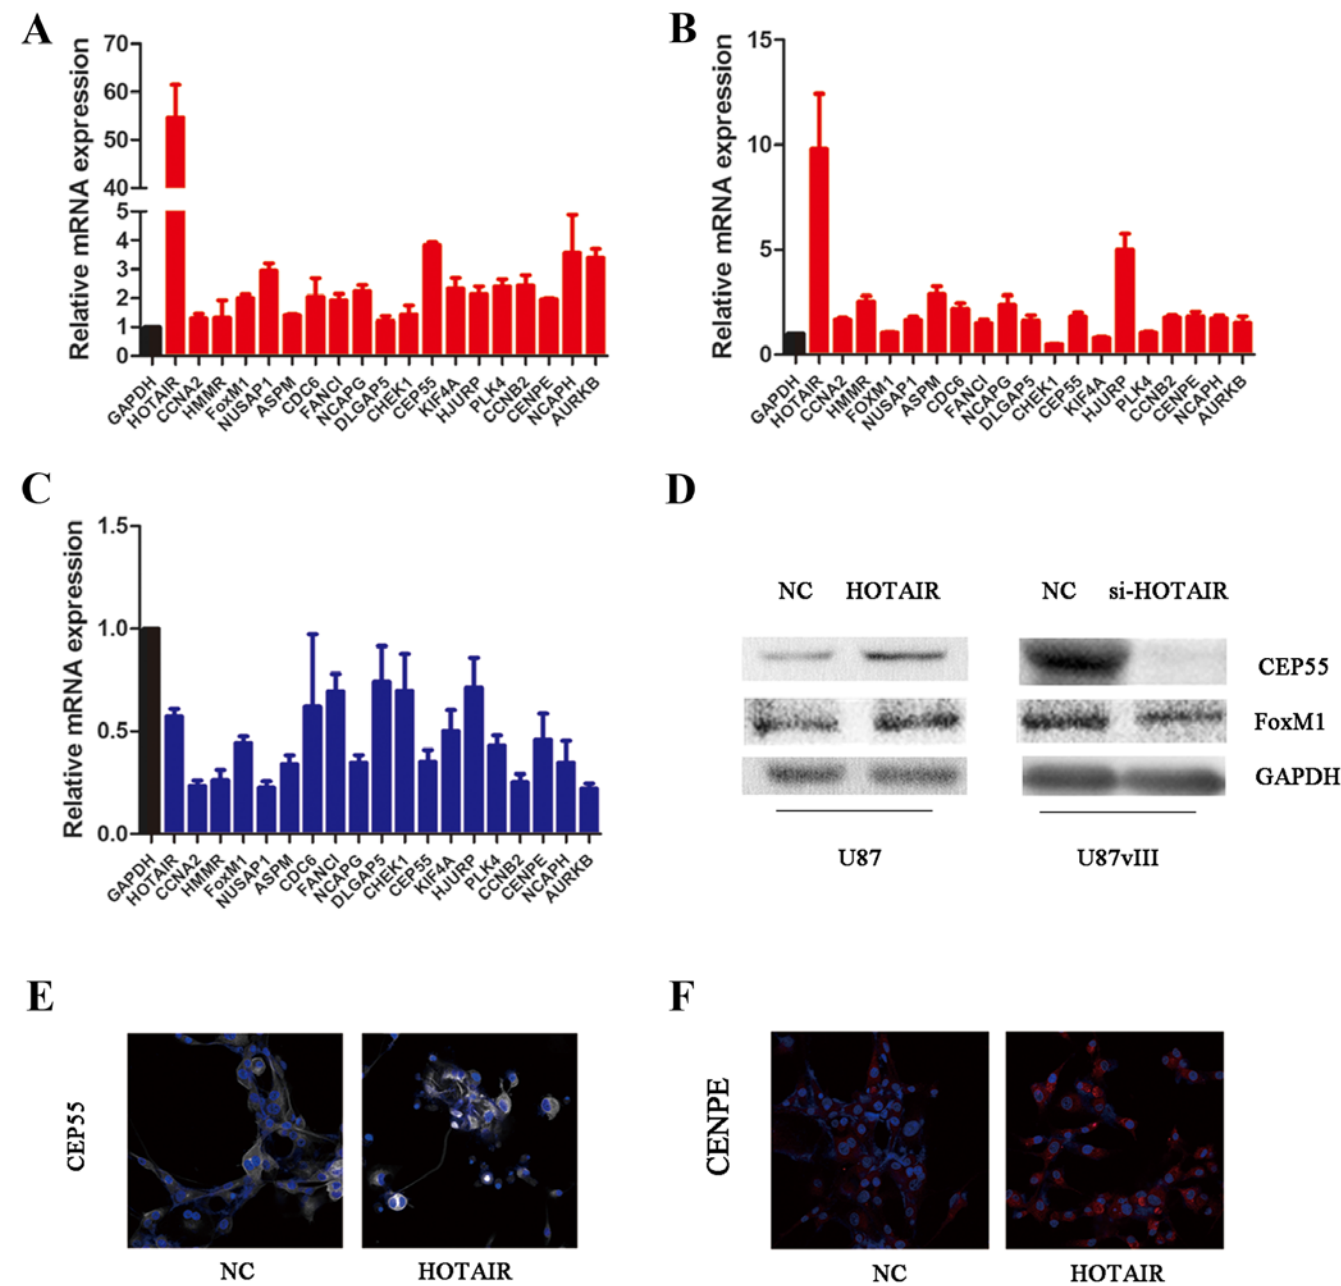 A
Relative mRNA expression
70
60
50
40
5
4
3
2
1
0
GAPDH
HOTAIR
CCNA2
HMMR
FoxM1
NUSAP1
ASPM
CDC6
FANCI
NCAPG
DLGAP5
CHEK1
CEP55
KIF4A
HJURP
PLK4
CCNB2
CENPE
NCAPH
AURKB
B
Relative mRNA expression
15
10
5
0
GAPDH
HOTAIR
CCNA2
HMMR
FOXM1
NUSAP1
ASPM
CDC6
FANCI
NCAPG
DLGAP5
CHEK1
CEP55
KIF4A
HJURP
PLK4
CCNB2
CENPE
NCAPH
AURKB
C
Relative mRNA expression
1.5
1.0
0.5
0.0
GAPDH
HOTAIR
CCNA2
HMMR
FoxM1
NUSAP1
ASPM
CDC6
FANCI
NCAPG
DLGAP5
CHEK1
CEP55
KIF4A
HJURP
PLK4
CCNB2
CENPE
NCAPH
AURKB
D
NC HOTAIR NC si-HOTAIR
CEP55
FoxM1
GAPDH
U87 U87vIII
E
CEP55
NC HOTAIR
F
CENPE
NC HOTAIR